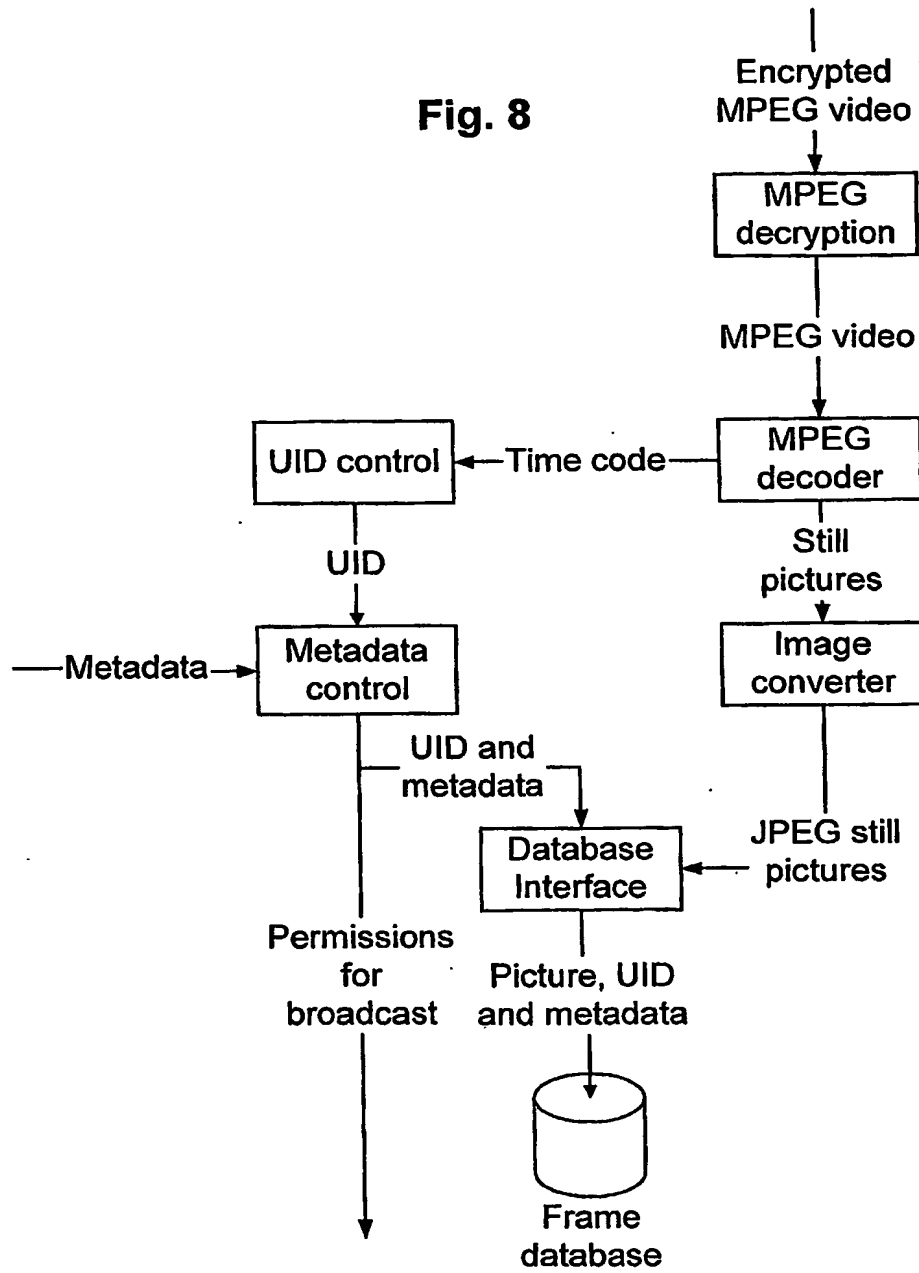 Fig. 8
Encrypted
MPEG video
MPEG
decryption
MPEG video
MPEG
decoder
Time code
UID control
UID
Still
pictures
Metadata
Metadata
control
Image
converter
UID and
metadata
JPEG still
pictures
Database
Interface
Permissions
for
broadcast
Picture, UID
and metadata
Frame
database